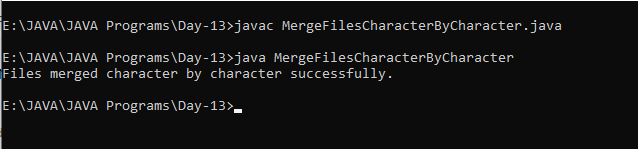 E:\JAVA\JAVA Programs\Day-13>javac MergeFilesCharacterByCharacter.java
E:\JAVA\JAVA Programs\Day-13>java MergeFilesCharacterByCharacter
Files merged character by character successfully.
E:\JAVA\JAVA Programs\Day-13>